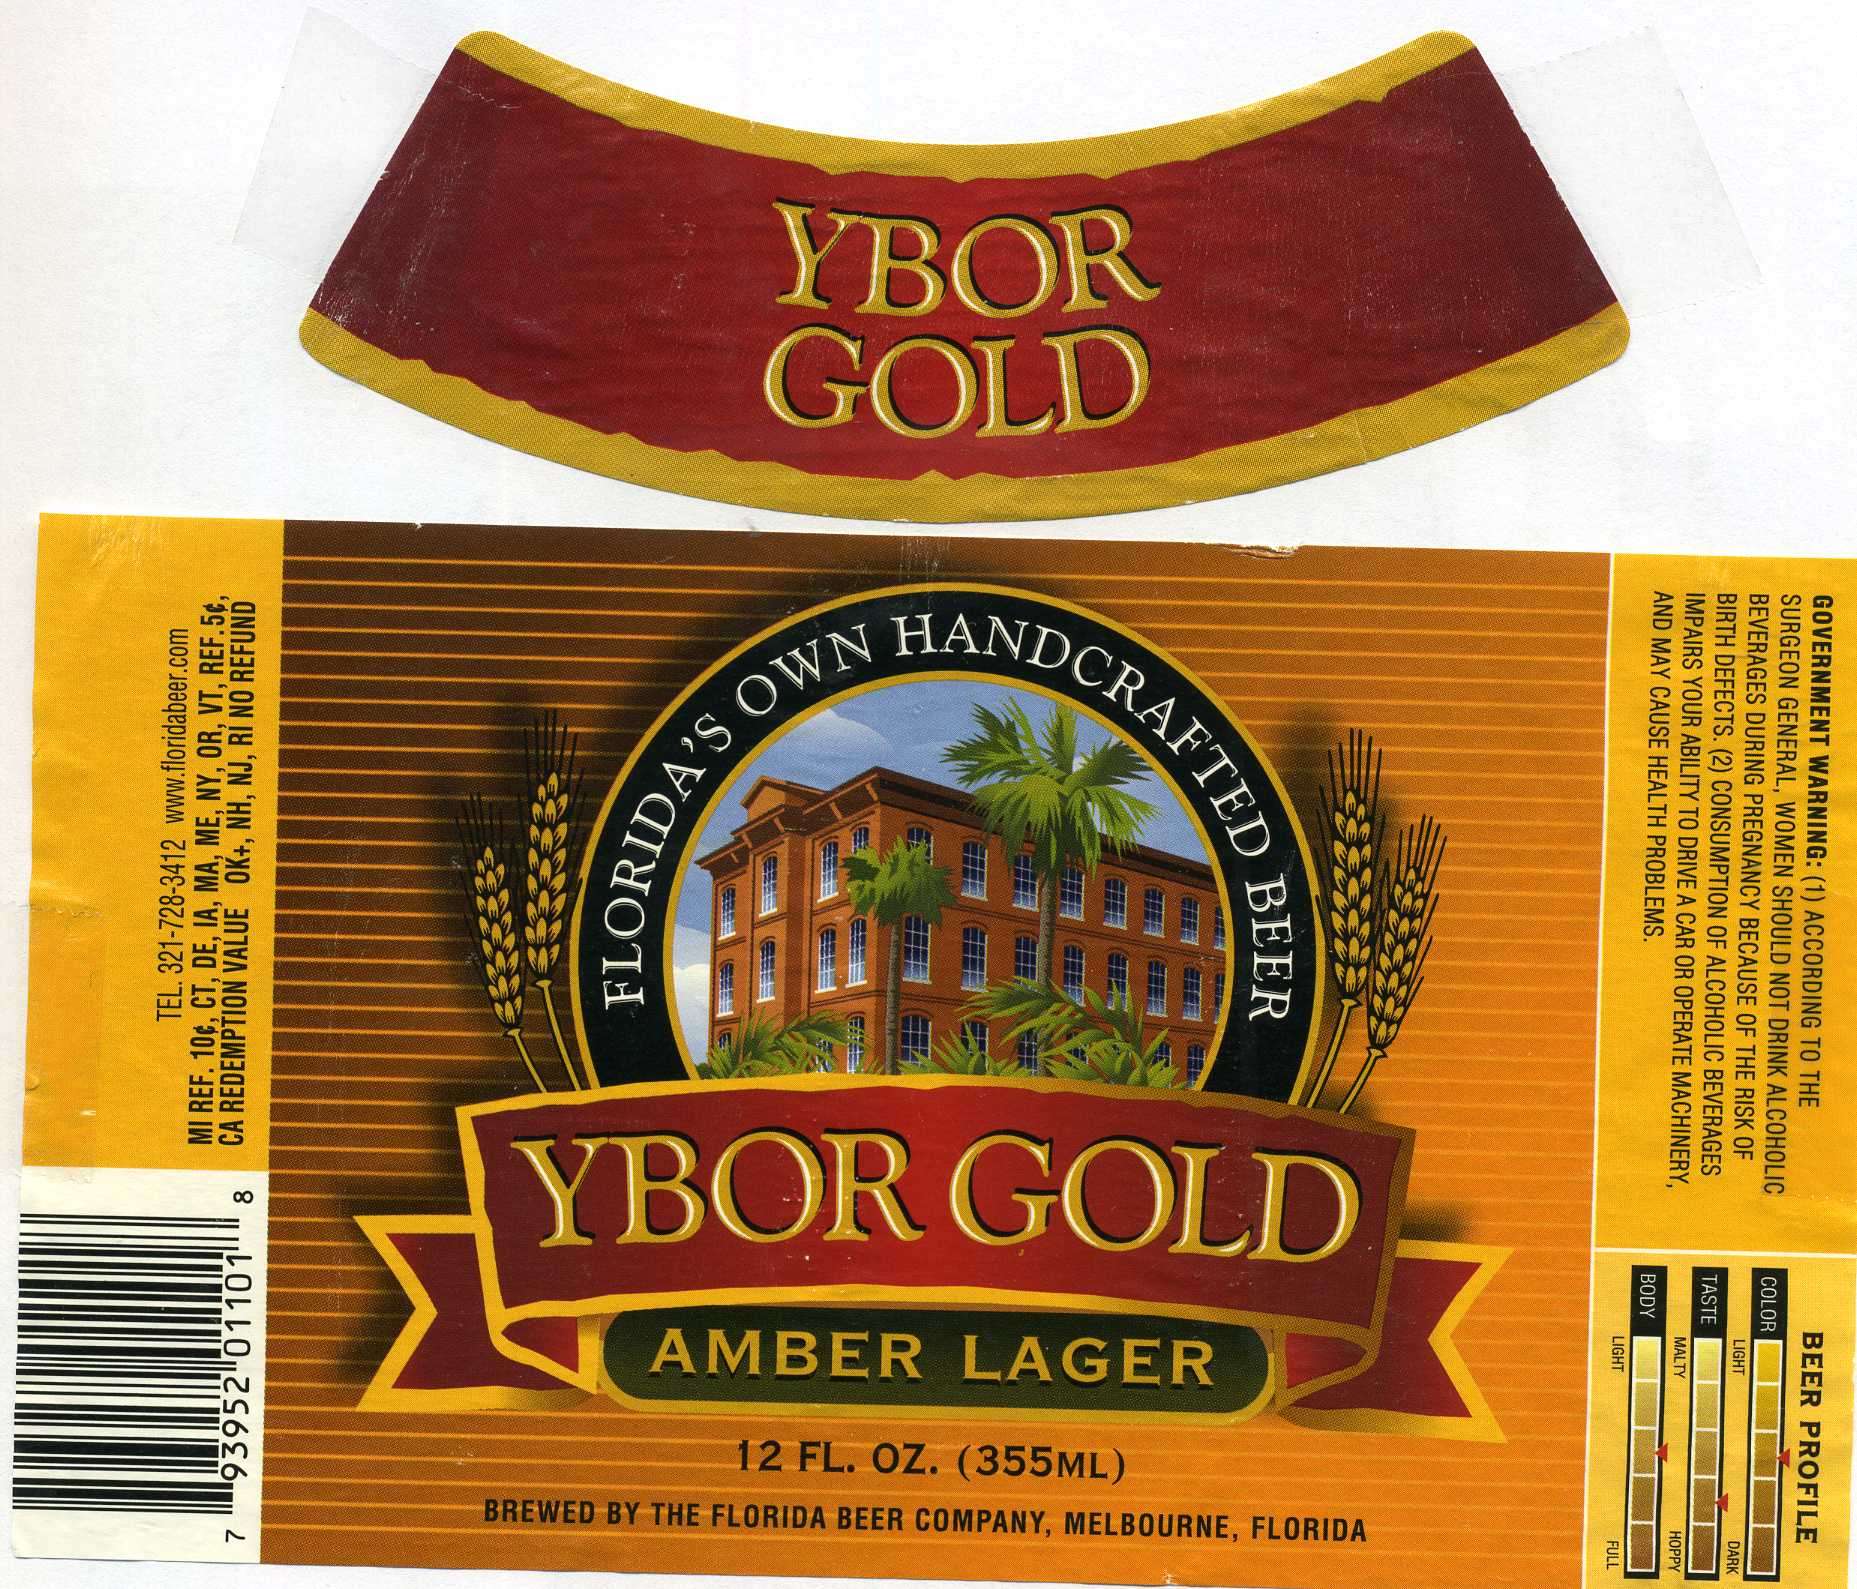 YBOR
GOLD
FLORIDA'S OWN HANDCRAFTED BEER
YBOR GOLD
AMBER LAGER
12 FL. OZ. (355ML)
BREWED BY THE FLORIDA BEER COMPANY, MELBOURNE, FLORIDA
TEL. 321-728-3412 www.floridabeer.com
MI REF. 10¢, CT, DE, IA, MA, ME, NY, OR, VT, REF. 5¢,
CA REDEMPTION VALUE OK+, NH, NJ, RI NO REFUND
7 93952 01101 8
GOVERNMENT WARNING: (1) ACCORDING TO THE
SURGEON GENERAL, WOMEN SHOULD NOT DRINK ALCOHOLIC
BEVERAGES DURING PREGNANCY BECAUSE OF THE RISK OF
BIRTH DEFECTS. (2) CONSUMPTION OF ALCOHOLIC BEVERAGES
IMPAIRS YOUR ABILITY TO DRIVE A CAR OR OPERATE MACHINERY,
AND MAY CAUSE HEALTH PROBLEMS.
BEER PROFILE
COLOR
LIGHT DARK
TASTE
MALTY HOPPY
BODY
LIGHT FULL